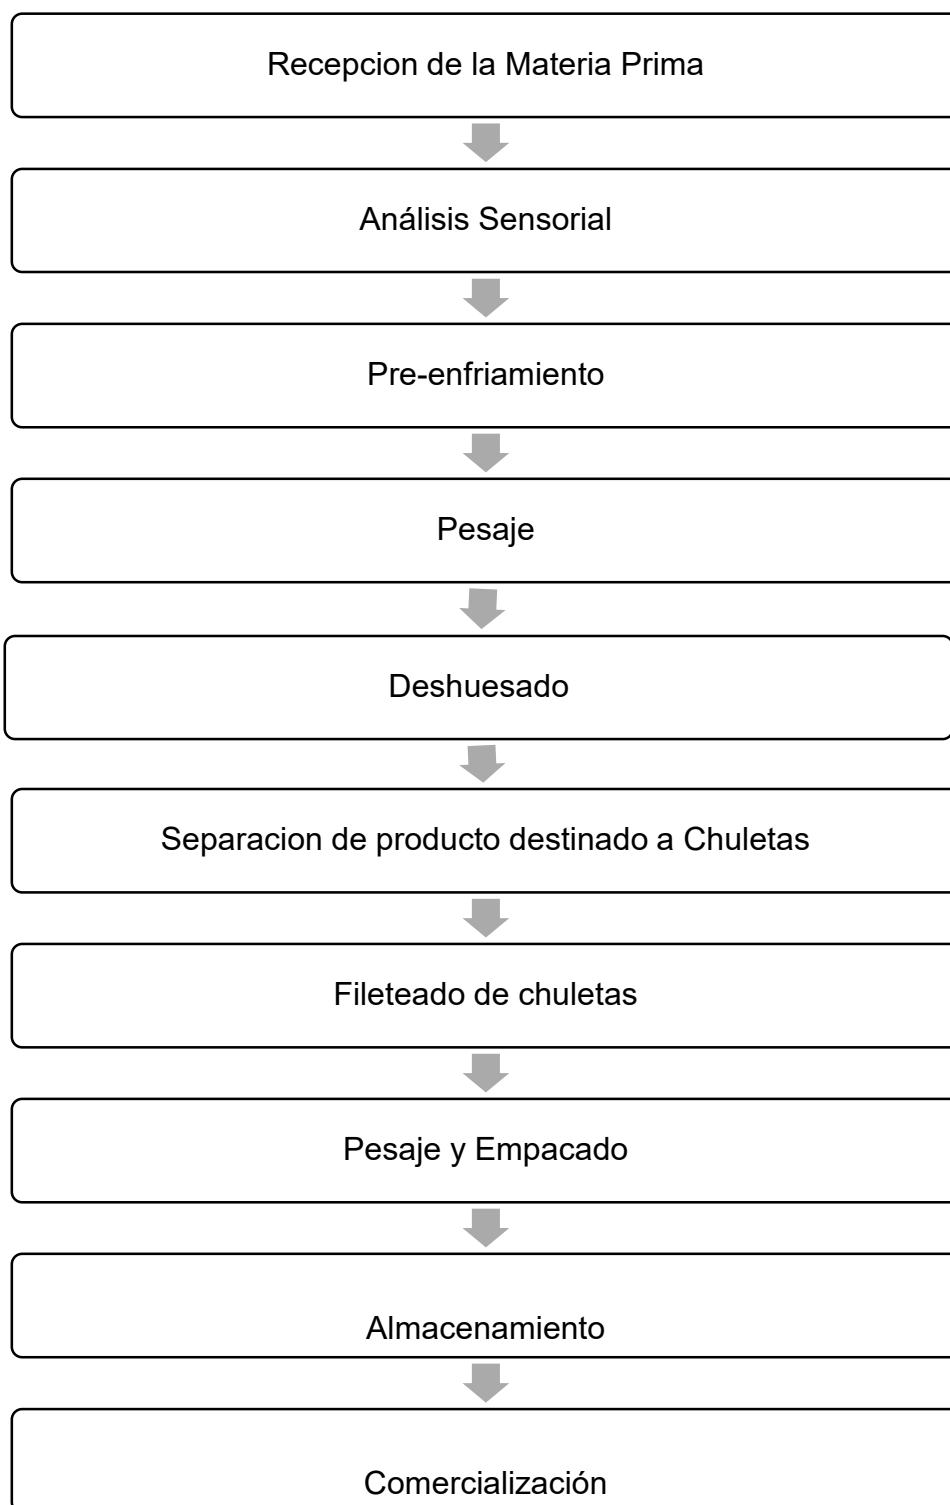 Recepcion de la Materia Prima
Análisis Sensorial
Pre-enfriamiento
Pesaje
Deshuesado
Separacion de producto destinado a Chuletas
Fileteado de chuletas
Pesaje y Empacado
Almacenamiento
Comercialización